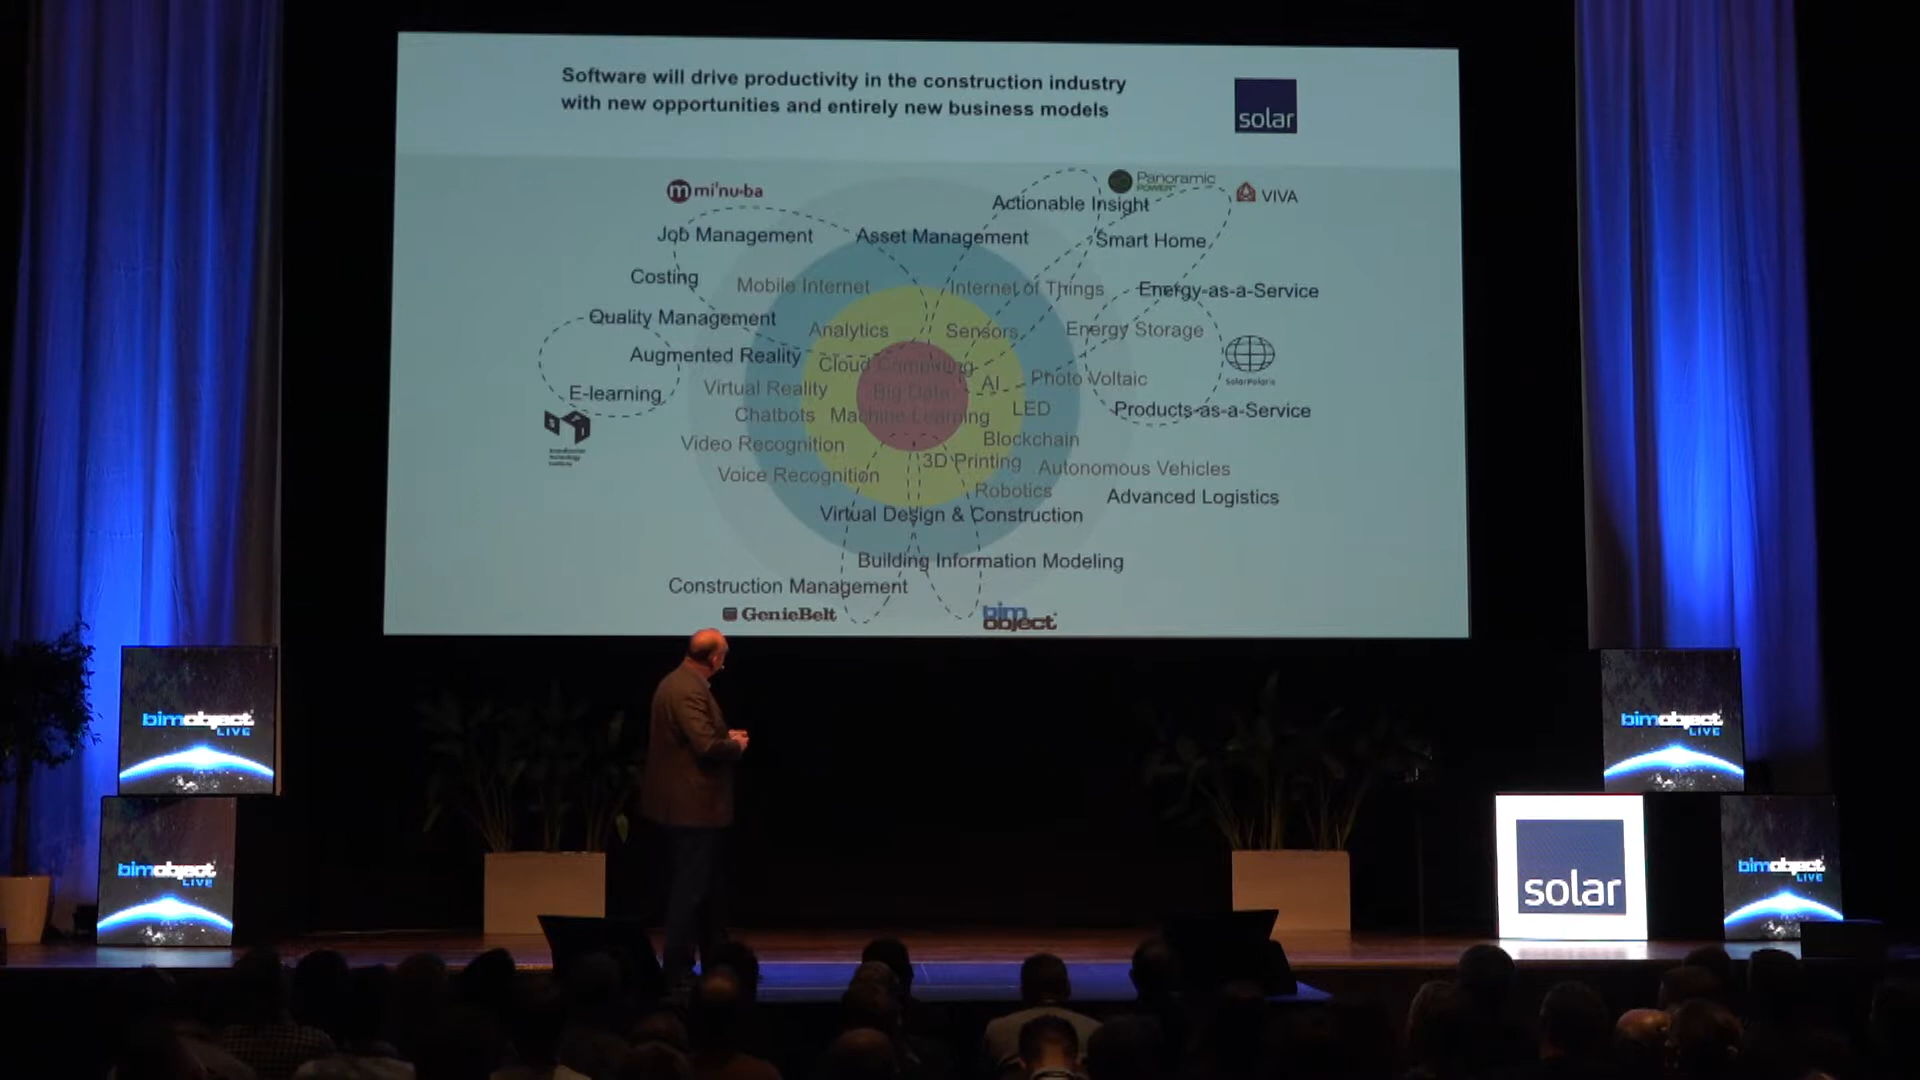 Software will drive productivity in the construction industry
with new opportunities and entirely new business models
solar
mi'nu·ba
Panoramic
POWER
VIVA
Actionable Insight
Job Management
Asset Management
Smart Home
Costing
Mobile Internet
Internet of Things
Energy-as-a-Service
Quality Management
Analytics
Sensors
Energy Storage
Augmented Reality
Cloud Computing
AI
Photo Voltaic
SolarPolaris
E-learning
Virtual Reality
Big Data
LED
Products-as-a-Service
Chatbots
Machine Learning
Video Recognition
Blockchain
3D Printing
Autonomous Vehicles
Voice Recognition
Robotics
Advanced Logistics
Virtual Design & Construction
Building Information Modeling
Construction Management
GenieBelt
bim
object
bimobject
LIVE
bimobject
LIVE
bimobject
LIVE
solar
bimobject
LIVE